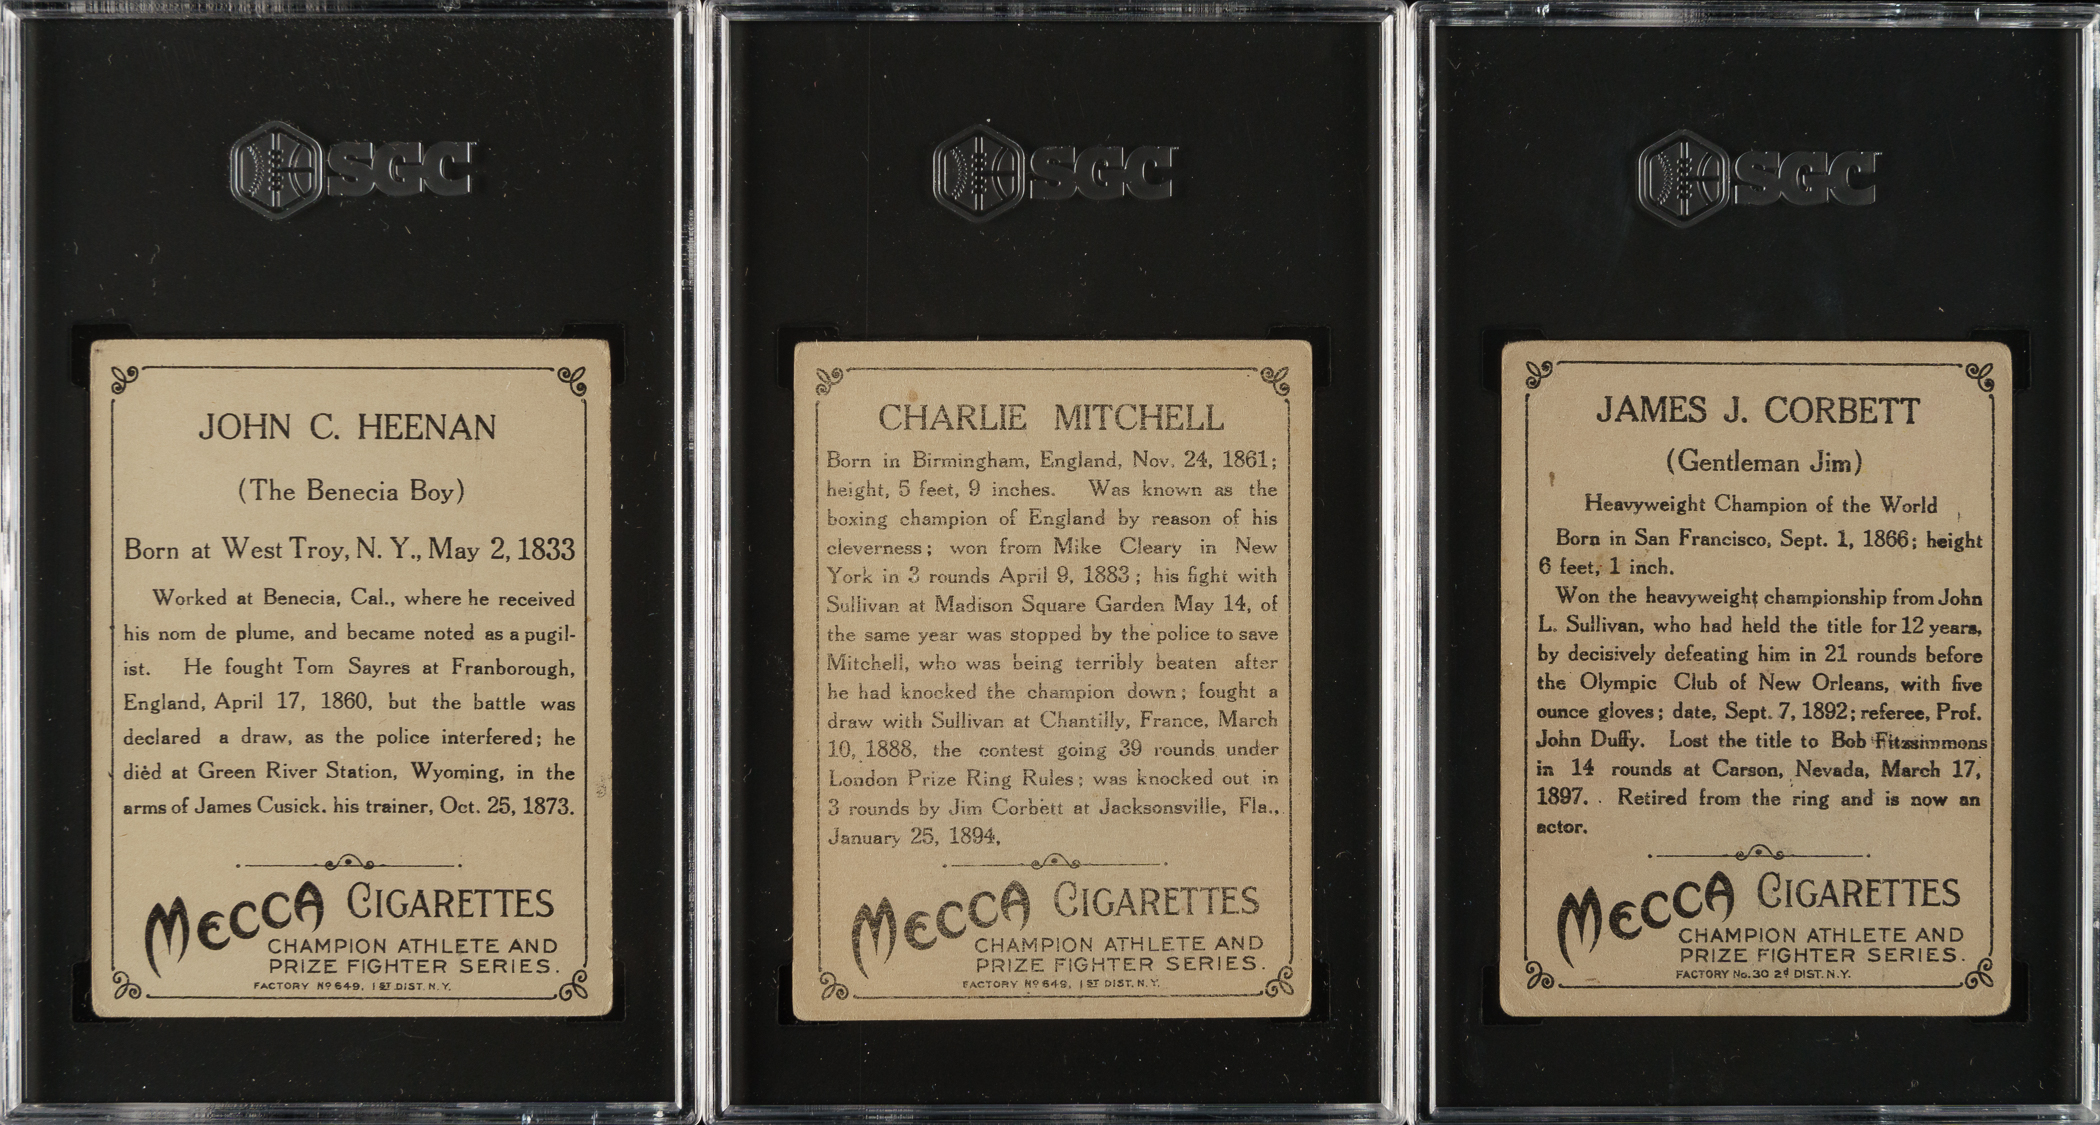 SGC
JOHN C. HEENAN
(The Benecia Boy)
Born at West Troy, N. Y., May 2, 1833
Worked at Benecia, Cal., where he received
his nom de plume, and became noted as a pugil-
ist. He fought Tom Sayres at Franborough,
England, April 17, 1860, but the battle was
declared a draw, as the police interfered; he
died at Green River Station, Wyoming, in the
arms of James Cusick. his trainer, Oct. 25, 1873.
MECCA CIGARETTES
CHAMPION ATHLETE AND
PRIZE FIGHTER SERIES.
FACTORY Nº 649, 1ST DIST. N.Y.
SGC
CHARLIE MITCHELL
Born in Birmingham, England, Nov. 24, 1861;
height, 5 feet, 9 inches. Was known as the
boxing champion of England by reason of his
cleverness; won from Mike Cleary in New
York in 3 rounds April 9, 1883; his fight with
Sullivan at Madison Square Garden May 14, of
the same year was stopped by the police to save
Mitchell, who was being terribly beaten after
he had knocked the champion down; fought a
draw with Sullivan at Chantilly, France, March
10, 1888, the contest going 39 rounds under
London Prize Ring Rules; was knocked out in
3 rounds by Jim Corbett at Jacksonsville, Fla.,
January 25, 1894,
MECCA CIGARETTES
CHAMPION ATHLETE AND
PRIZE FIGHTER SERIES.
FACTORY Nº 649, 1ST DIST. N.Y.
SGC
JAMES J. CORBETT
(Gentleman Jim)
Heavyweight Champion of the World
Born in San Francisco, Sept. 1, 1866; height
6 feet, 1 inch.
Won the heavyweight championship from John
L. Sullivan, who had held the title for 12 years,
by decisively defeating him in 21 rounds before
the Olympic Club of New Orleans, with five
ounce gloves; date, Sept. 7, 1892; referee, Prof.
John Duffy. Lost the title to Bob Fitzsimmons
in 14 rounds at Carson, Nevada, March 17,
1897. Retired from the ring and is now an
actor.
MECCA CIGARETTES
CHAMPION ATHLETE AND
PRIZE FIGHTER SERIES.
FACTORY No. 30 2d DIST. N.Y.